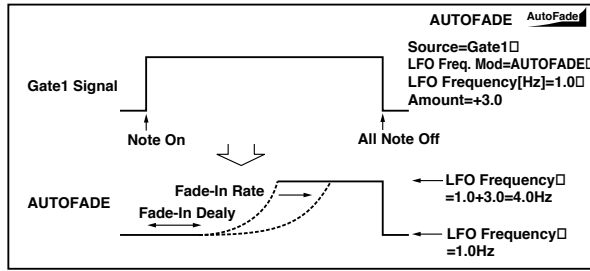 AUTOFADE AutoFade
Source=Gate1□
LFO Freq. Mod=AUTOFADE□
LFO Frequency[Hz]=1.0□
Amount=+3.0
Gate1 Signal
Note On
All Note Off
AUTOFADE
Fade-In Rate
Fade-In Dealy
LFO Frequency□
=1.0+3.0=4.0Hz
LFO Frequency□
=1.0Hz